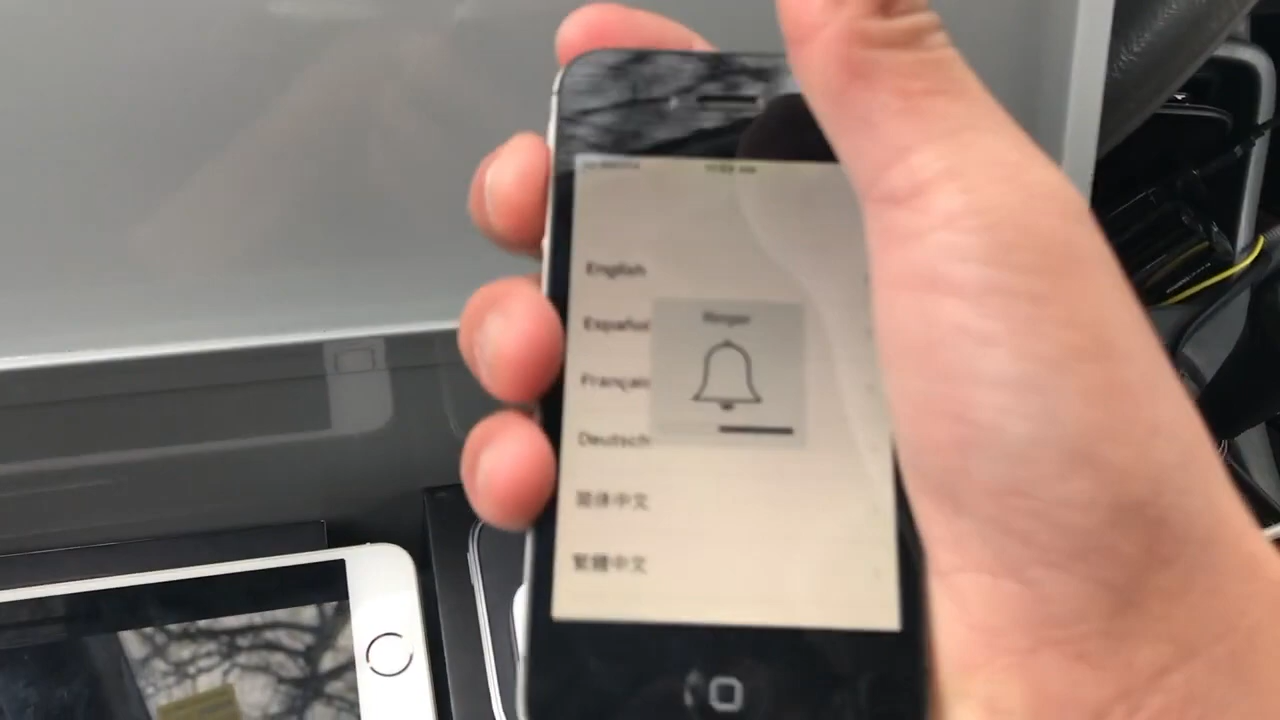 English
Español
Ringer
Français
Deutsch
简体中文
繁體中文